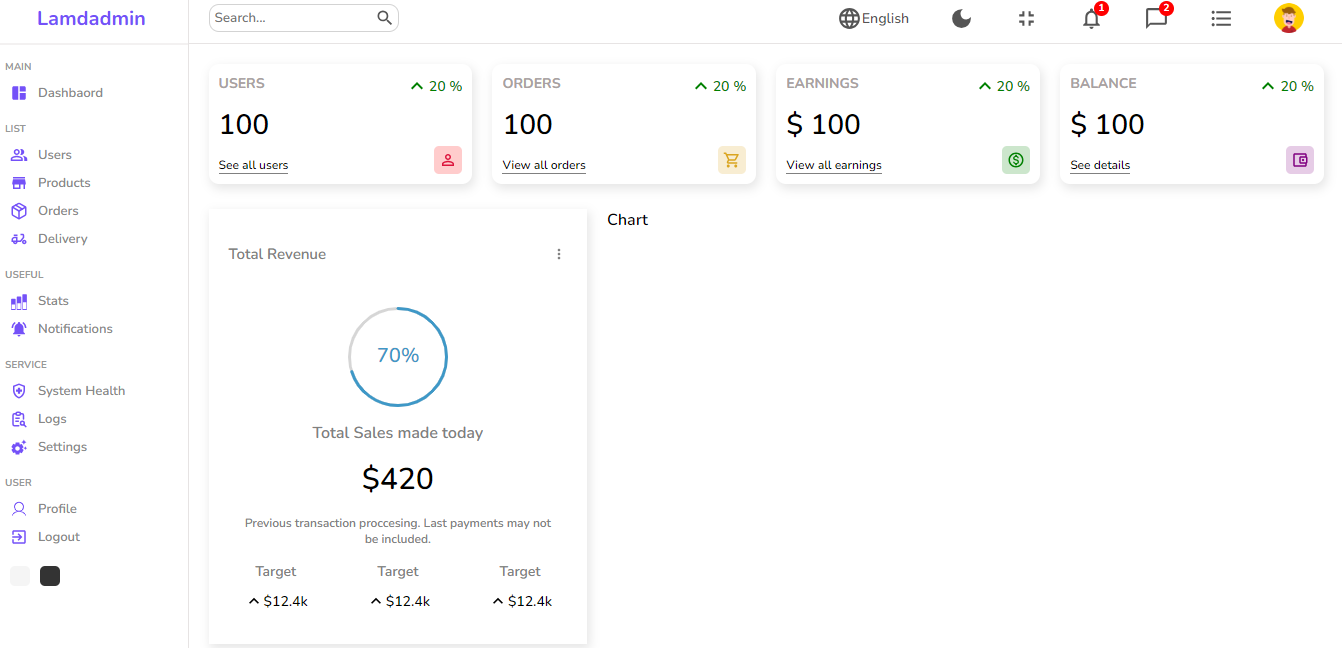 Lamdadmin
Search...
English
1
2
MAIN
Dashbaord
LIST
Users
Products
Orders
Delivery
USEFUL
Stats
Notifications
SERVICE
System Health
Logs
Settings
USER
Profile
Logout
USERS
20 %
100
See all users
ORDERS
20 %
100
View all orders
EARNINGS
20 %
$ 100
View all earnings
BALANCE
20 %
$ 100
See details
Total Revenue
70%
Total Sales made today
$420
Previous transaction proccesing. Last payments may not
be included.
Target Target Target
$12.4k $12.4k $12.4k
Chart